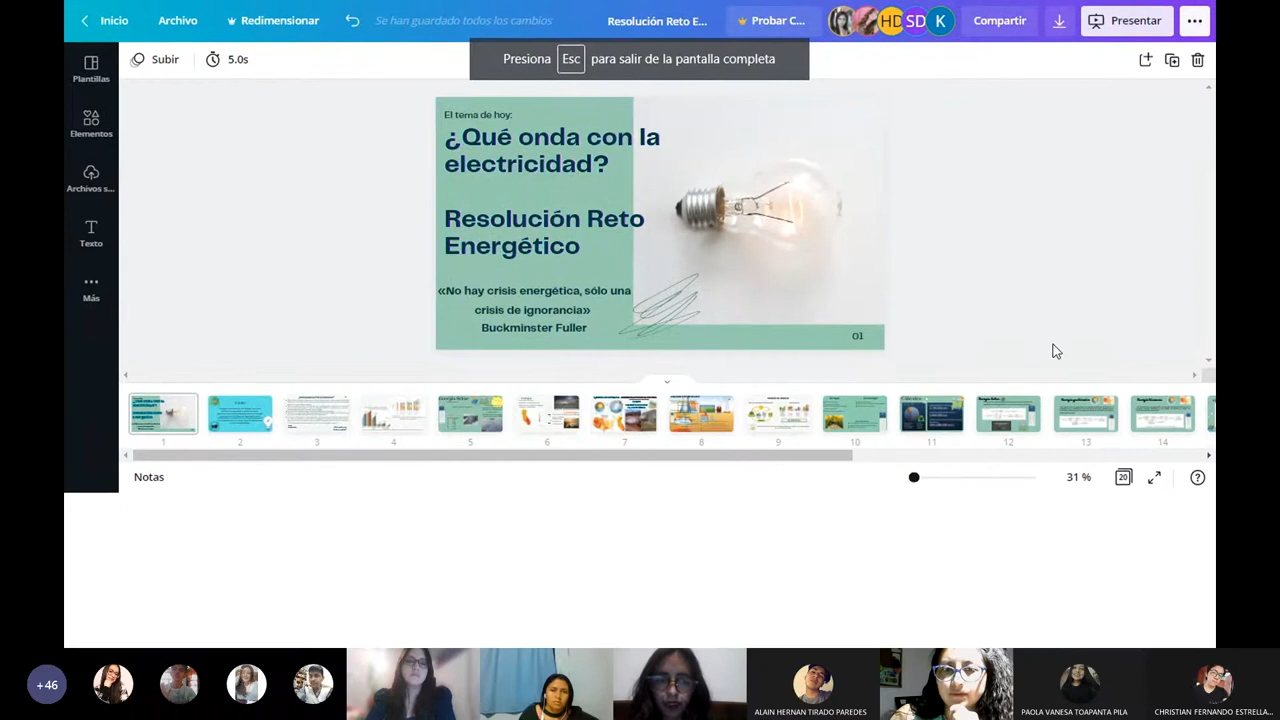 Inicio
Archivo
Redimensionar
Se han guardado todos los cambios
Resolución Reto E...
Probar C...
HD
SD
K
Compartir
Presentar
Presiona Esc para salir de la pantalla completa
Subir
5.0s
Plantillas
Elementos
Archivos s...
Texto
Más
El tema de hoy:
¿Qué onda con la
electricidad?
Resolución Reto
Energético
«No hay crisis energética, sólo una
crisis de ignorancia»
Buckminster Fuller
01
1
2
3
4
5
6
7
8
9
10
11
12
13
14
Notas
31 %
20
+46
ALAIN HERNAN TIRADO PAREDES
PAOLA VANESA TOAPANTA PILA
CHRISTIAN FERNANDO ESTRELLA...